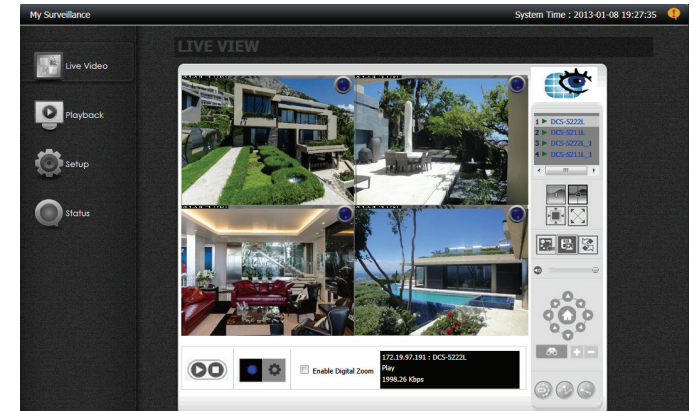 My Surveillance
System Time : 2013-01-08 19:27:35
LIVE VIEW
Live Video
Playback
Setup
Status
1 DCS-5222L
2 DCS-5211L
3 DCS-5222L_1
4 DCS-5211L_1
Enable Digital Zoom
172.19.97.191 : DCS-5222L
Play
1998.26 Kbps